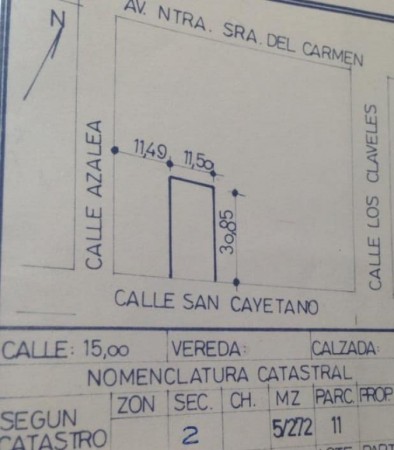 AV. NTRA. SRA. DEL CARMEN
N
11,49 11,50
CALLE AZALEA
CALLE LOS CLAVELES
30,85
CALLE SAN CAYETANO
CALLE: 15,00 VEREDA: CALZADA:
NOMENCLATURA CATASTRAL
ZON SEC. CH. MZ PARC. PROP
SEGUN CATASTRO 2 5/272 11